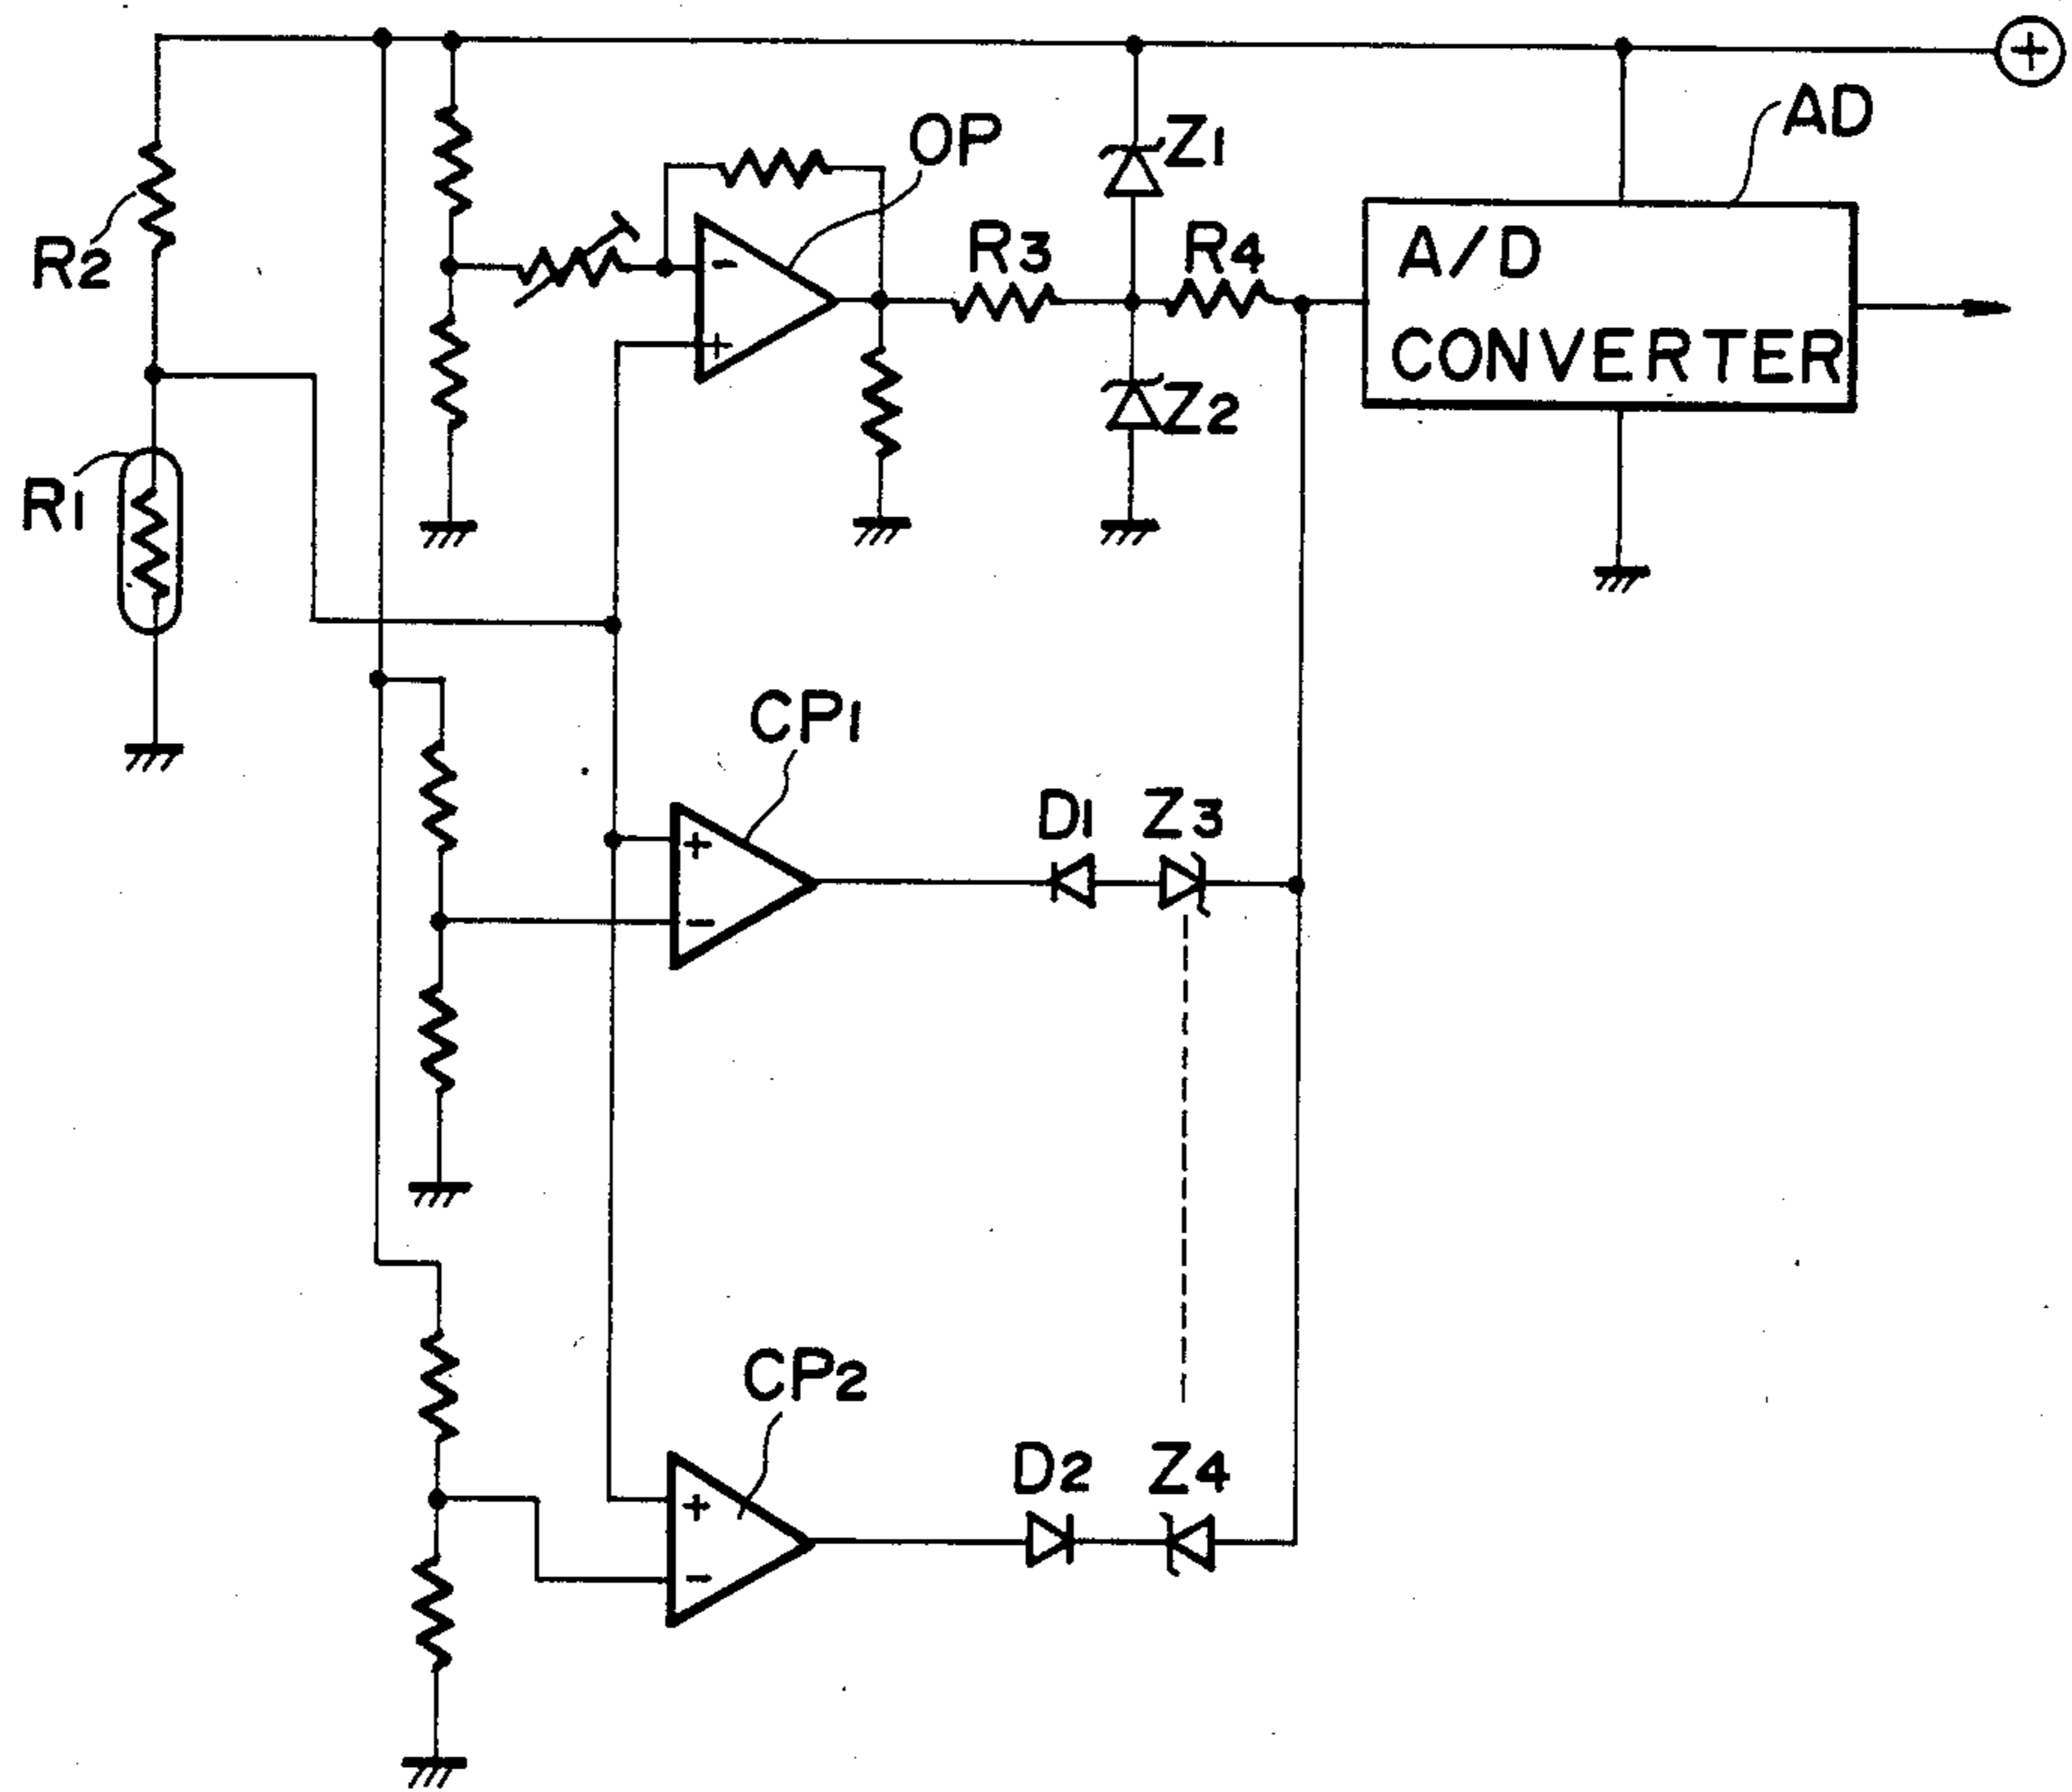 AD
OP
Z1
R2
R3
R4
A/D
CONVERTER
Z2
R1
CP1
D1
Z3
CP2
D2
Z4